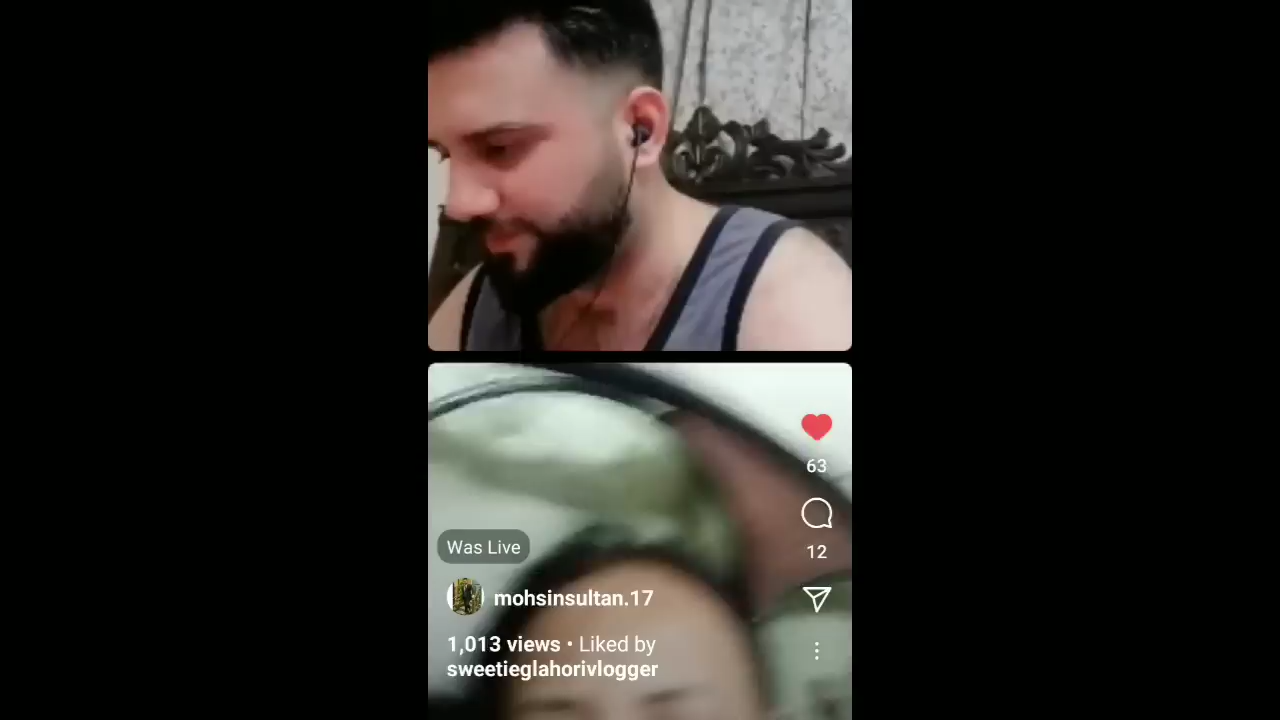 63
12
Was Live
mohsinsultan.17
1,013 views • Liked by
sweetieglahorivlogger